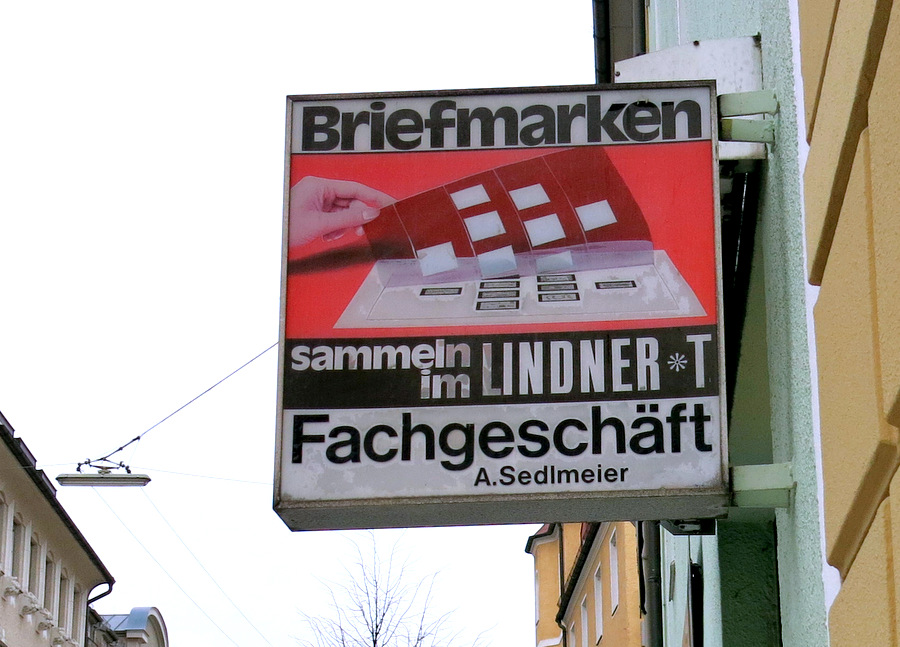 Briefmarken
sammeln
im LINDNER*T
Fachgeschäft
A.Sedlmeier